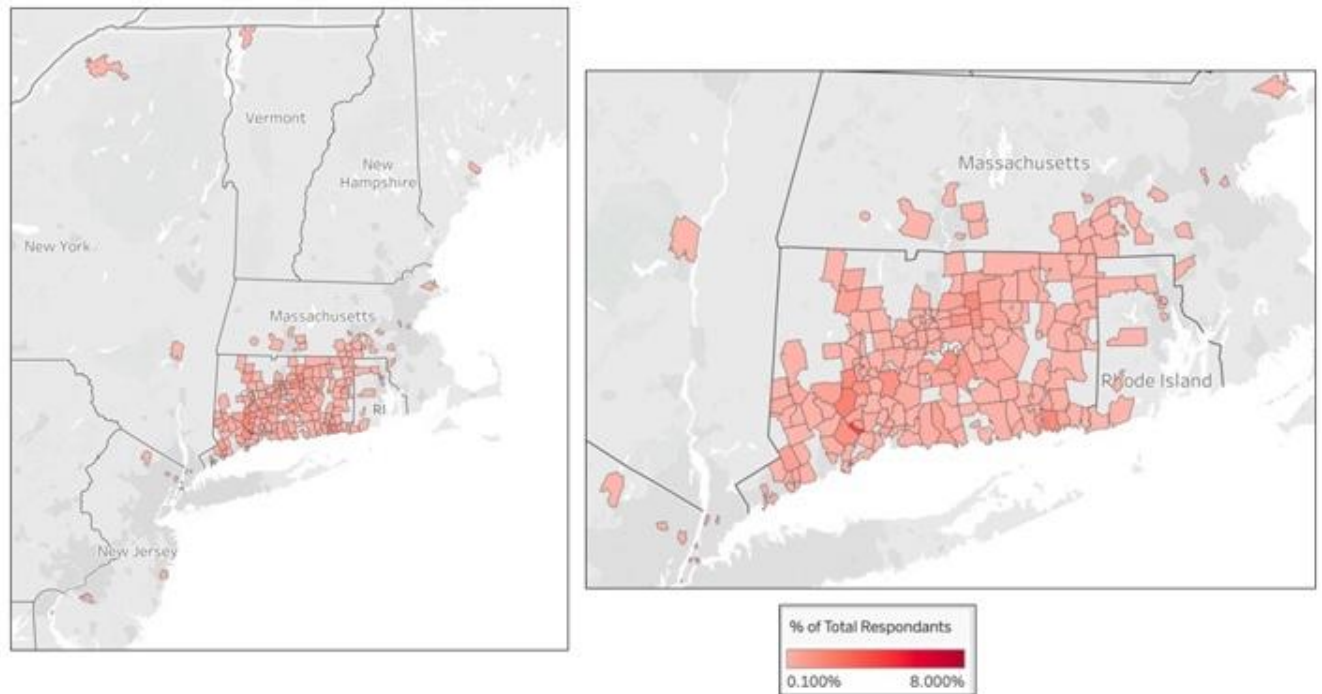 Vermont
New
Hampshire
New York
Massachusetts
RI
New Jersey
Massachusetts
Rhode Island
% of Total Respondants
0.100%
8.000%